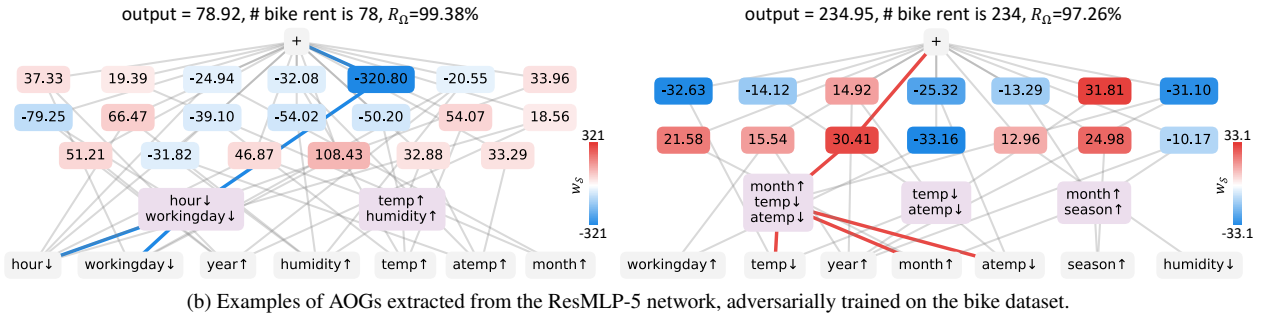 output = 78.92, # bike rent is 78, R_Ω=99.38%
+
37.33 19.39 -24.94 -32.08 -320.80 -20.55 33.96
-79.25 66.47 -39.10 -54.02 -50.20 54.07 18.56
51.21 -31.82 46.87 108.43 32.88 33.29
hour↓
workingday↓
temp↑
humidity↑
hour↓ workingday↓ year↑ humidity↑ temp↑ atemp↑ month↑
321
w_S
-321
output = 234.95, # bike rent is 234, R_Ω=97.26%
+
-32.63 -14.12 14.92 -25.32 -13.29 31.81 -31.10
21.58 15.54 30.41 -33.16 12.96 24.98 -10.17
month↑
temp↓
atemp↓
temp↓
atemp↓
month↑
season↑
workingday↑ temp↓ year↑ month↑ atemp↓ season↑ humidity↓
33.1
w_S
-33.1
(b) Examples of AOGs extracted from the ResMLP-5 network, adversarially trained on the bike dataset.